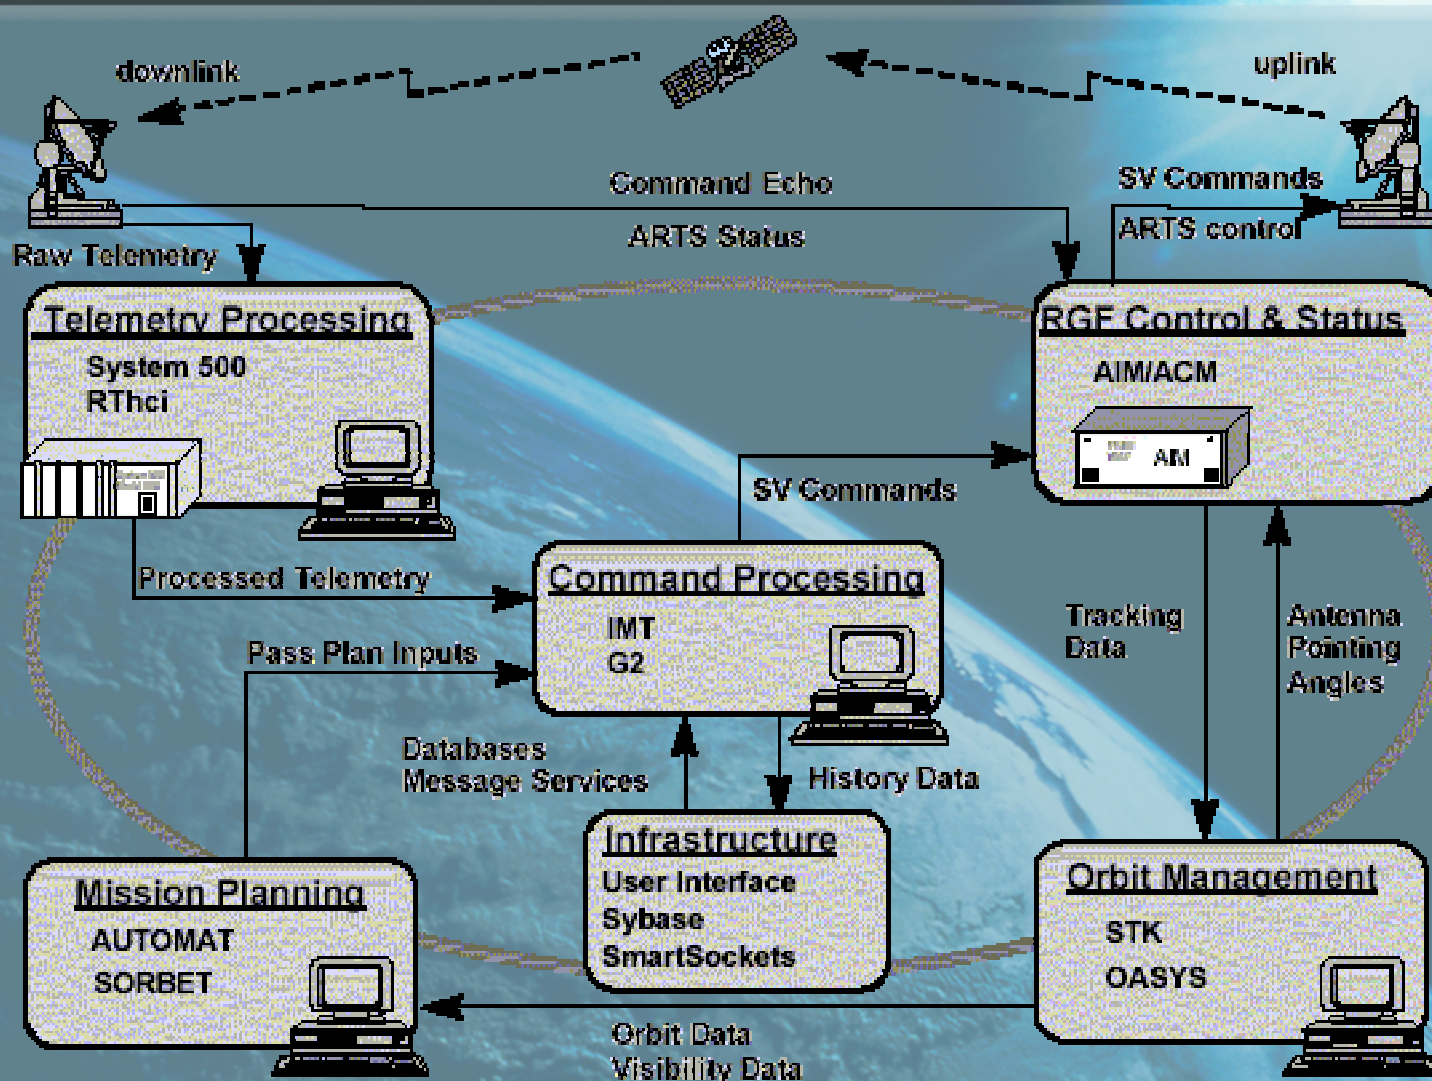 downlink
uplink
Command Echo
SV Commands
ARTS Status
ARTS control
Raw Telemetry
Telemetry Processing
System 500
RThci
RGF Control & Status
AIM/ACM
AIM
SV Commands
Processed Telemetry
Command Processing
IMT
G2
Pass Plan Inputs
Tracking
Data
Antenna
Pointing
Angles
Databases
Message Services
History Data
Infrastructure
User Interface
Sybase
SmartSockets
Mission Planning
AUTOMAT
SORBET
Orbit Management
STK
OASYS
Orbit Data
Visibility Data